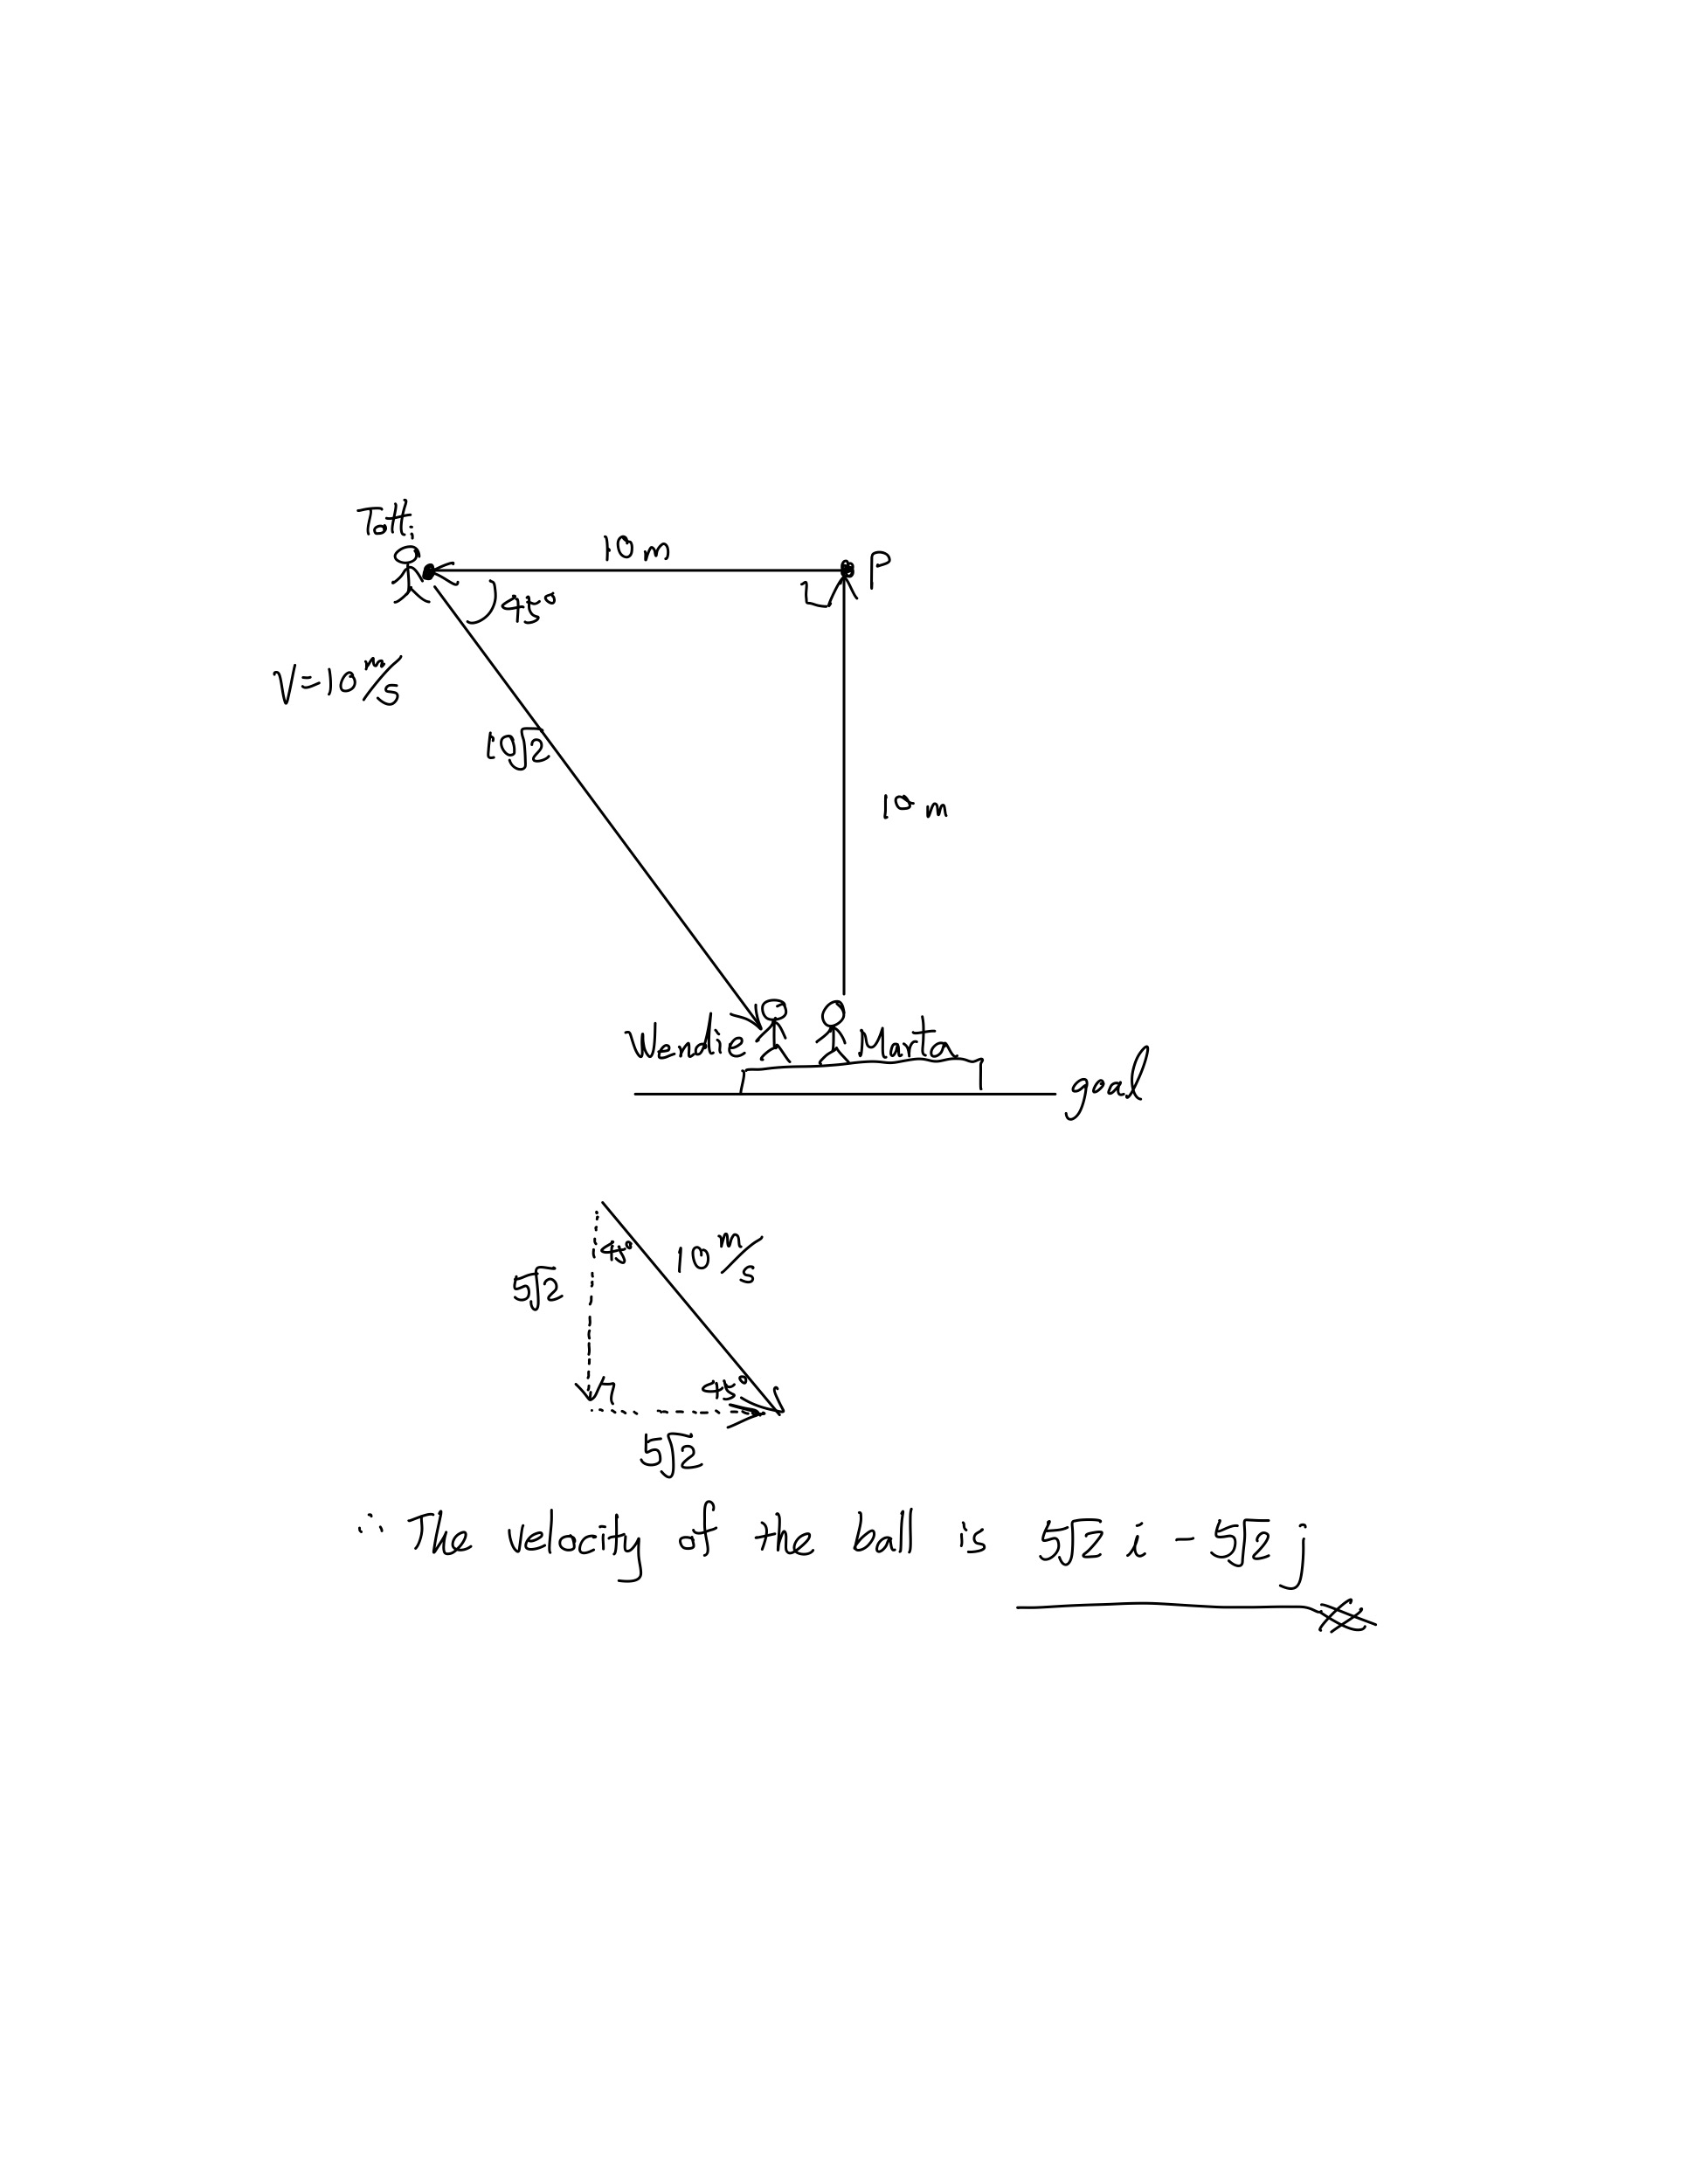 Totti
10 m
P
45°
V=10 m/s
10√2
10 m
Wendie
Marta
goal
45°
10 m/s
5√2
45°
5√2
∴ The velocity of the ball is 5√2 i - 5√2 j